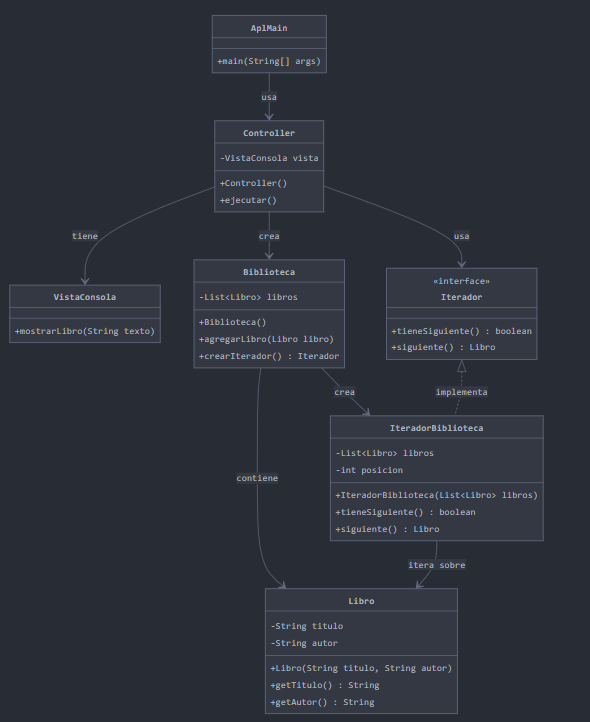 AplMain
+main(String[] args)
usa
Controller
-VistaConsola vista
+Controller()
+ejecutar()
tiene
crea
usa
VistaConsola
+mostrarLibro(String texto)
Biblioteca
-List<Libro> libros
+Biblioteca()
+agregarLibro(Libro libro)
+crearIterador() : Iterador
«interface»
Iterador
+tieneSiguiente() : boolean
+siguiente() : Libro
crea
implementa
IteradorBiblioteca
-List<Libro> libros
-int posicion
+IteradorBiblioteca(List<Libro> libros)
+tieneSiguiente() : boolean
+siguiente() : Libro
contiene
itera sobre
Libro
-String titulo
-String autor
+Libro(String titulo, String autor)
+getTitulo() : String
+getAutor() : String